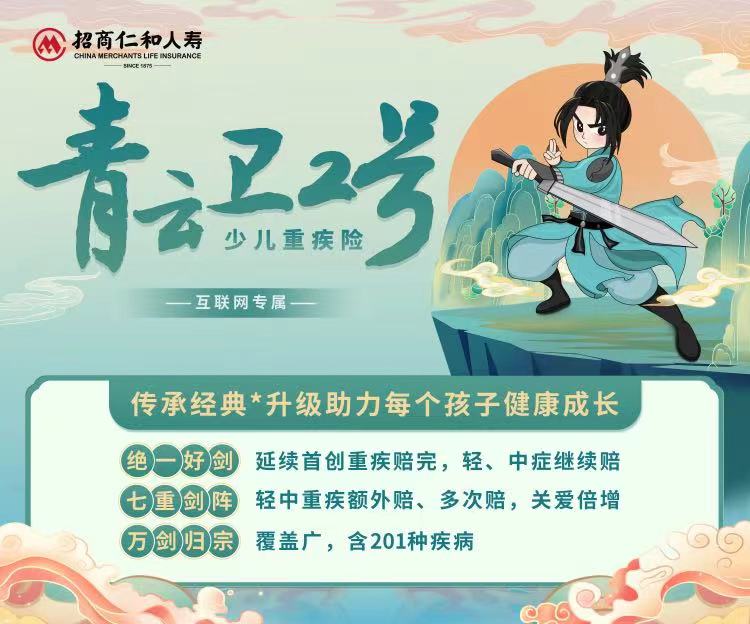 招商仁和人寿
CHINA MERCHANTS LIFE INSURANCE
SINCE 1875
青云卫2号
少儿重疾险
互联网专属
传承经典*升级助力每个孩子健康成长
绝一好剑 延续首创重疾赔完，轻、中症继续赔
七重剑阵 轻中重疾额外赔、多次赔，关爱倍增
万剑归宗 覆盖广，含201种疾病